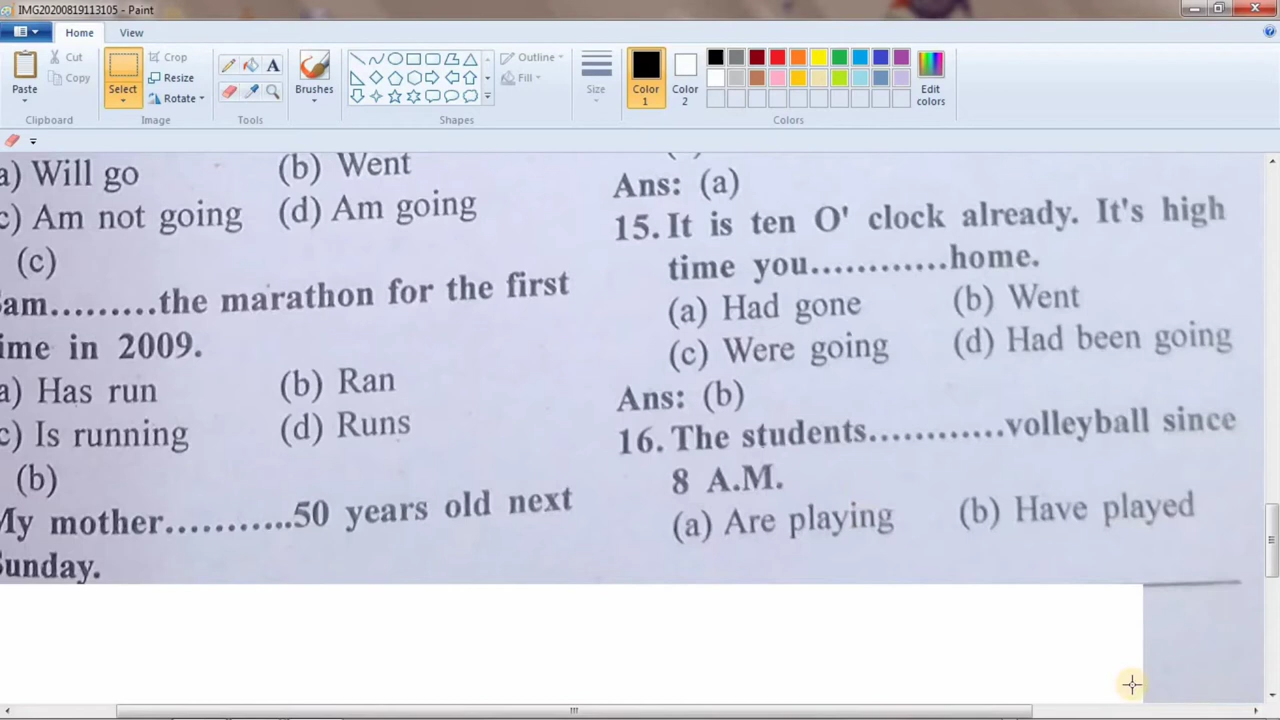 IMG20200819113105 - Paint
Home View
Paste
Cut
Copy
Clipboard
Select
Crop
Resize
Rotate
Image
A
Tools
Brushes
Outline
Fill
Shapes
Size
Color 1
Color 2
Edit colors
Colors
a) Will go (b) Went
c) Am not going (d) Am going
(c)
am.........the marathon for the first
ime in 2009.
a) Has run (b) Ran
c) Is running (d) Runs
(b)
My mother...........50 years old next
Sunday.
Ans: (a)
15. It is ten O' clock already. It's high
time you............home.
(a) Had gone (b) Went
(c) Were going (d) Had been going
Ans: (b)
16. The students............volleyball since
8 A.M.
(a) Are playing (b) Have played